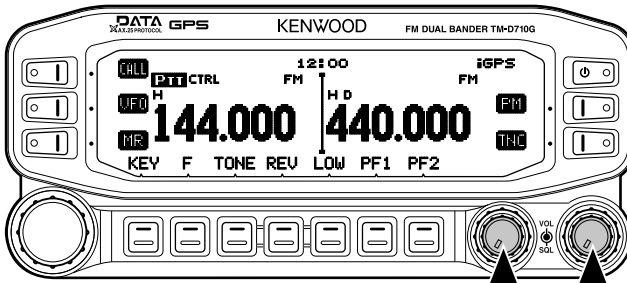 DATA GPS KENWOOD FM DUAL BANDER TM-D710G
AX.25 PROTOCOL
CALL 12:00 iGPS
PTT CTRL FM FM
VFO H H D PM
144.000 440.000
MR TNC
KEY F TONE REV LOW PF1 PF2
VOL
SQL